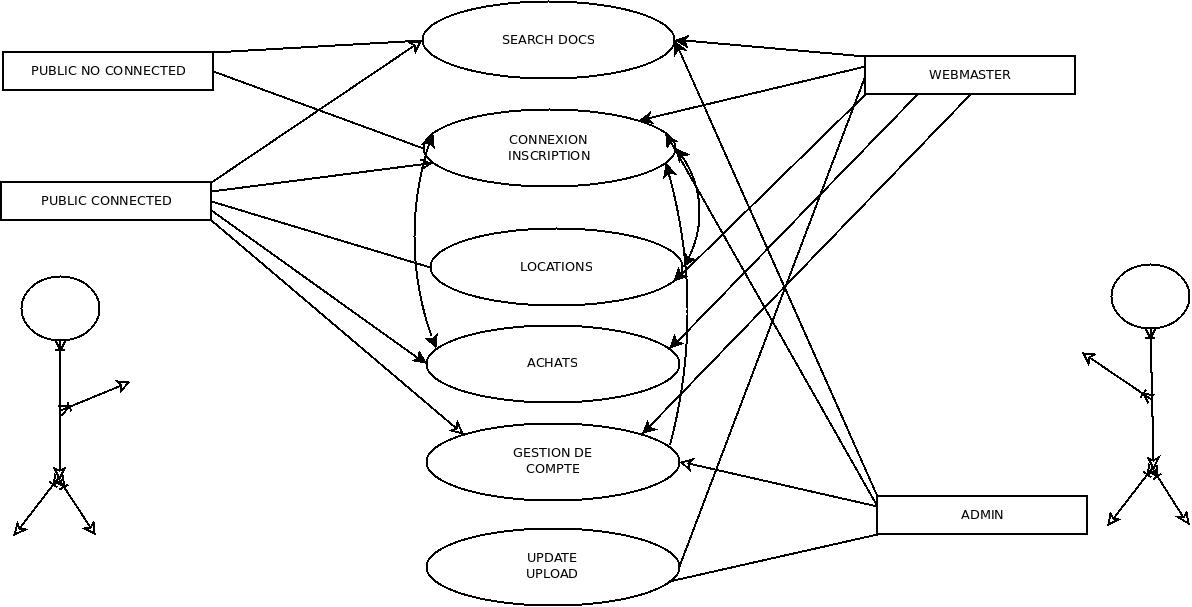 SEARCH DOCS
PUBLIC NO CONNECTED
WEBMASTER
CONNEXION
INSCRIPTION
PUBLIC CONNECTED
LOCATIONS
ACHATS
GESTION DE
COMPTE
ADMIN
UPDATE
UPLOAD